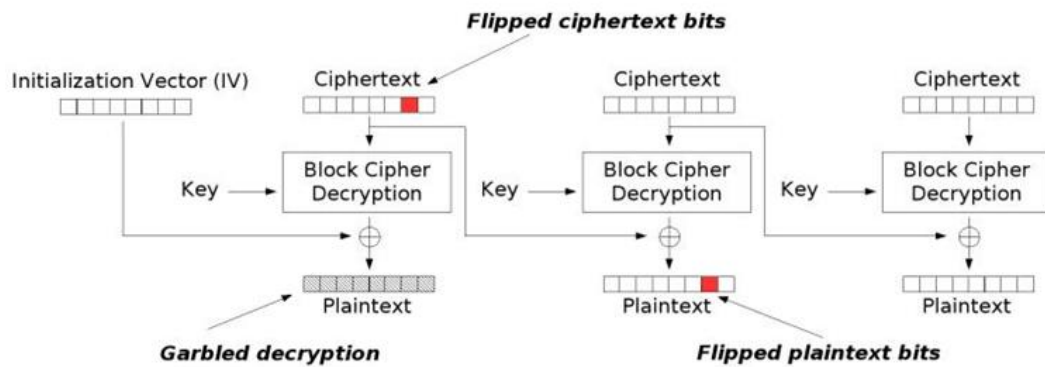 Flipped ciphertext bits
Initialization Vector (IV)
Ciphertext
Ciphertext
Ciphertext
Key
Block Cipher
Decryption
Key
Block Cipher
Decryption
Key
Block Cipher
Decryption
Plaintext
Plaintext
Plaintext
Garbled decryption
Flipped plaintext bits